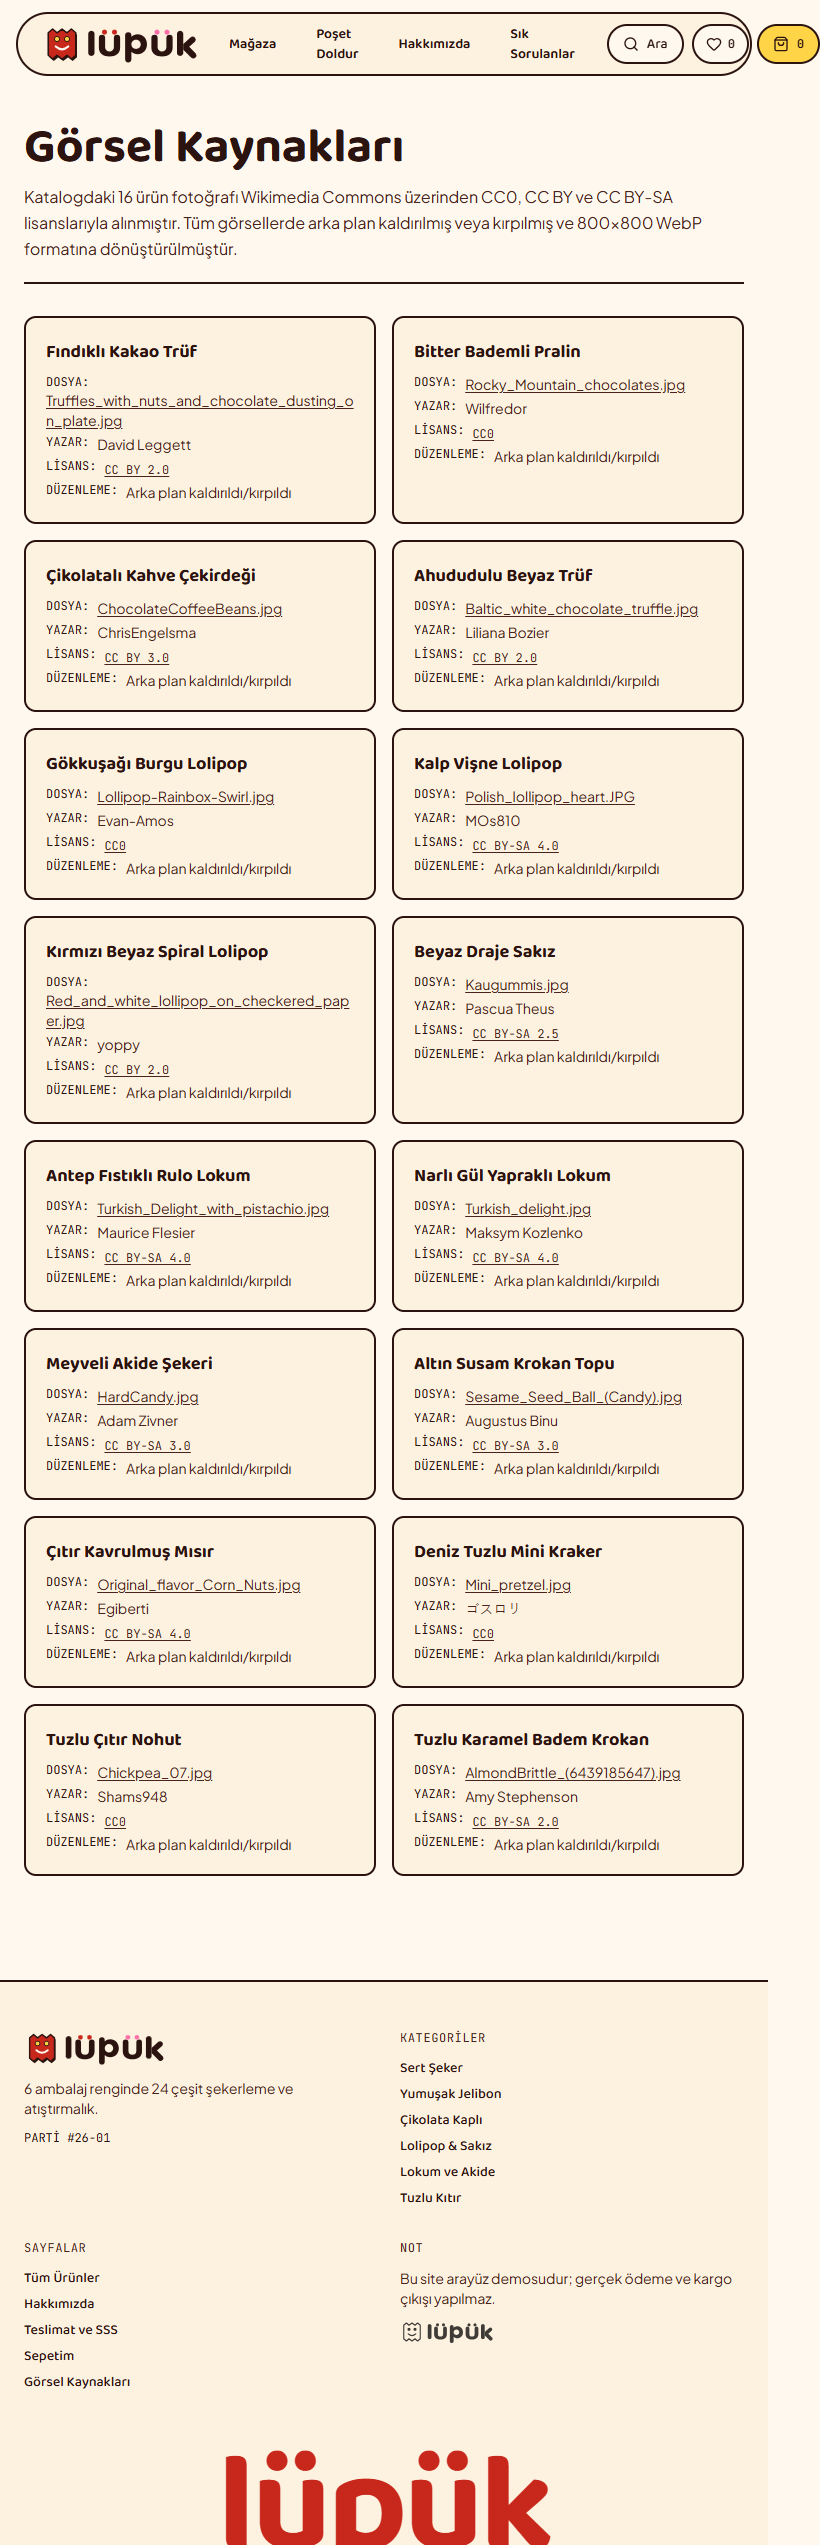 lüpük
Mağaza
Poşet
Doldur
Hakkımızda
Sık
Sorulanlar
Ara
0
0
Görsel Kaynakları
Katalogdaki 16 ürün fotoğrafı Wikimedia Commons üzerinden CC0, CC BY ve CC BY-SA
lisanslarıyla alınmıştır. Tüm görsellerde arka plan kaldırılmış veya kırpılmış ve 800×800 WebP
formatına dönüştürülmüştür.
Fındıklı Kakao Trüf
DOSYA:
Truffles_with_nuts_and_chocolate_dusting_o
n_plate.jpg
YAZAR: David Leggett
LİSANS: CC BY 2.0
DÜZENLEME: Arka plan kaldırıldı/kırpıldı
Bitter Bademli Pralin
DOSYA: Rocky_Mountain_chocolates.jpg
YAZAR: Wilfredor
LİSANS: CC0
DÜZENLEME: Arka plan kaldırıldı/kırpıldı
Çikolatalı Kahve Çekirdeği
DOSYA: ChocolateCoffeeBeans.jpg
YAZAR: ChrisEngelsma
LİSANS: CC BY 3.0
DÜZENLEME: Arka plan kaldırıldı/kırpıldı
Ahududulu Beyaz Trüf
DOSYA: Baltic_white_chocolate_truffle.jpg
YAZAR: Liliana Bozier
LİSANS: CC BY 2.0
DÜZENLEME: Arka plan kaldırıldı/kırpıldı
Gökkuşağı Burgu Lolipop
DOSYA: Lollipop-Rainbox-Swirl.jpg
YAZAR: Evan-Amos
LİSANS: CC0
DÜZENLEME: Arka plan kaldırıldı/kırpıldı
Kalp Vişne Lolipop
DOSYA: Polish_lollipop_heart.JPG
YAZAR: MOs810
LİSANS: CC BY-SA 4.0
DÜZENLEME: Arka plan kaldırıldı/kırpıldı
Kırmızı Beyaz Spiral Lolipop
DOSYA:
Red_and_white_lollipop_on_checkered_pap
er.jpg
YAZAR: yoppy
LİSANS: CC BY 2.0
DÜZENLEME: Arka plan kaldırıldı/kırpıldı
Beyaz Draje Sakız
DOSYA: Kaugummis.jpg
YAZAR: Pascua Theus
LİSANS: CC BY-SA 2.5
DÜZENLEME: Arka plan kaldırıldı/kırpıldı
Antep Fıstıklı Rulo Lokum
DOSYA: Turkish_Delight_with_pistachio.jpg
YAZAR: Maurice Flesier
LİSANS: CC BY-SA 4.0
DÜZENLEME: Arka plan kaldırıldı/kırpıldı
Narlı Gül Yapraklı Lokum
DOSYA: Turkish_delight.jpg
YAZAR: Maksym Kozlenko
LİSANS: CC BY-SA 4.0
DÜZENLEME: Arka plan kaldırıldı/kırpıldı
Meyveli Akide Şekeri
DOSYA: HardCandy.jpg
YAZAR: Adam Zivner
LİSANS: CC BY-SA 3.0
DÜZENLEME: Arka plan kaldırıldı/kırpıldı
Altın Susam Krokan Topu
DOSYA: Sesame_Seed_Ball_(Candy).jpg
YAZAR: Augustus Binu
LİSANS: CC BY-SA 3.0
DÜZENLEME: Arka plan kaldırıldı/kırpıldı
Çıtır Kavrulmuş Mısır
DOSYA: Original_flavor_Corn_Nuts.jpg
YAZAR: Egiberti
LİSANS: CC BY-SA 4.0
DÜZENLEME: Arka plan kaldırıldı/kırpıldı
Deniz Tuzlu Mini Kraker
DOSYA: Mini_pretzel.jpg
YAZAR: ゴスロリ
LİSANS: CC0
DÜZENLEME: Arka plan kaldırıldı/kırpıldı
Tuzlu Çıtır Nohut
DOSYA: Chickpea_07.jpg
YAZAR: Shams948
LİSANS: CC0
DÜZENLEME: Arka plan kaldırıldı/kırpıldı
Tuzlu Karamel Badem Krokan
DOSYA: AlmondBrittle_(6439185647).jpg
YAZAR: Amy Stephenson
LİSANS: CC BY-SA 2.0
DÜZENLEME: Arka plan kaldırıldı/kırpıldı
lüpük
6 ambalaj renginde 24 çeşit şekerleme ve
atıştırmalık.
PARTİ #26-01
KATEGORİLER
Sert Şeker
Yumuşak Jelibon
Çikolata Kaplı
Lolipop & Sakız
Lokum ve Akide
Tuzlu Kıtır
SAYFALAR
Tüm Ürünler
Hakkımızda
Teslimat ve SSS
Sepetim
Görsel Kaynakları
NOT
Bu site arayüz demosudur; gerçek ödeme ve kargo
çıkışı yapılmaz.
lüpük
lüpük